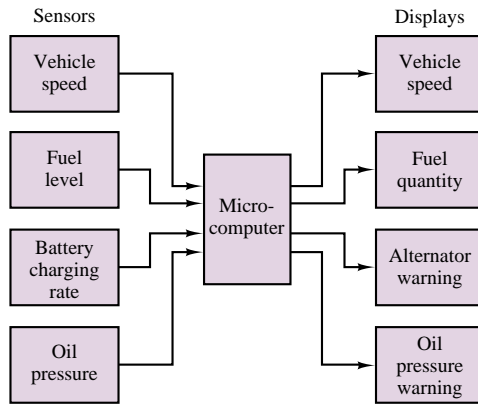 Sensors
Vehicle
speed
Fuel
level
Battery
charging
rate
Oil
pressure
Micro-
computer
Displays
Vehicle
speed
Fuel
quantity
Alternator
warning
Oil
pressure
warning